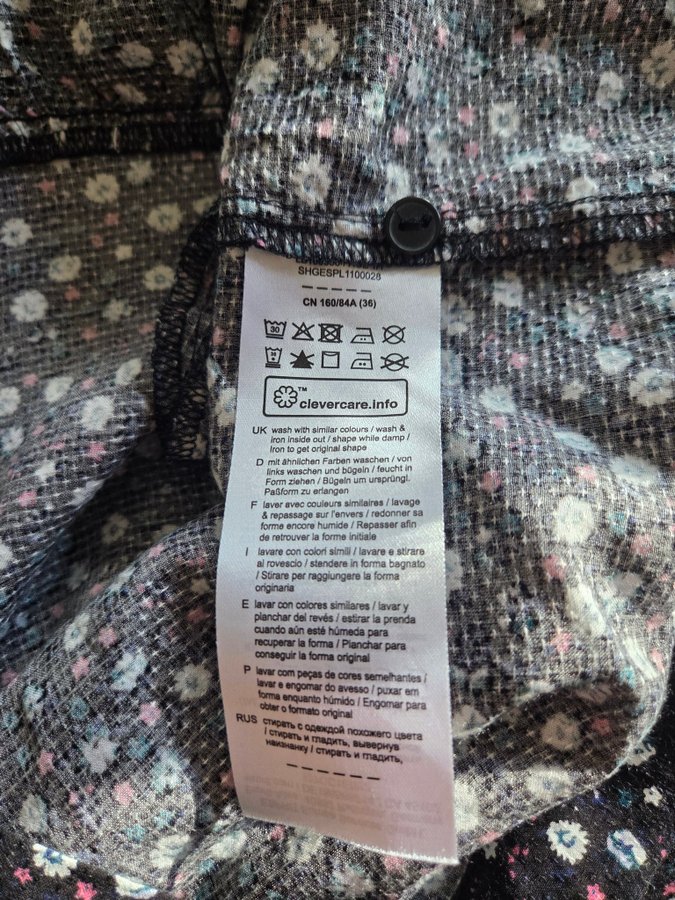 SHGESPL1100028
CN 160/84A (36)
30
clevercare.info™
UK wash with similar colours / wash &
iron inside out / shape while damp /
Iron to get original shape
D mit ähnlichen Farben waschen / von
links waschen und bügeln / feucht in
Form ziehen / Bügeln um ursprüngl.
Paßform zu erlangen
F laver avec couleurs similaires / lavage
& repassage sur l'envers / redonner sa
forme encore humide / Repasser afin
de retrouver la forme initiale
I lavare con colori simili / lavare e stirare
al rovescio / stendere in forma bagnato
/ Stirare per raggiungere la forma
originaria
E lavar con colores similares / lavar y
planchar del revés / estirar la prenda
cuando aún esté húmeda para
recuperar la forma / Planchar para
conseguir la forma original
P lavar com peças de cores semelhantes /
lavar e engomar do avesso / puxar em
forma enquanto húmido / Engomar para
obter o formato original
RUS стирать с одеждой похожего цвета
/ стирать и гладить, вывернув
наизнанку / стирать и гладить,